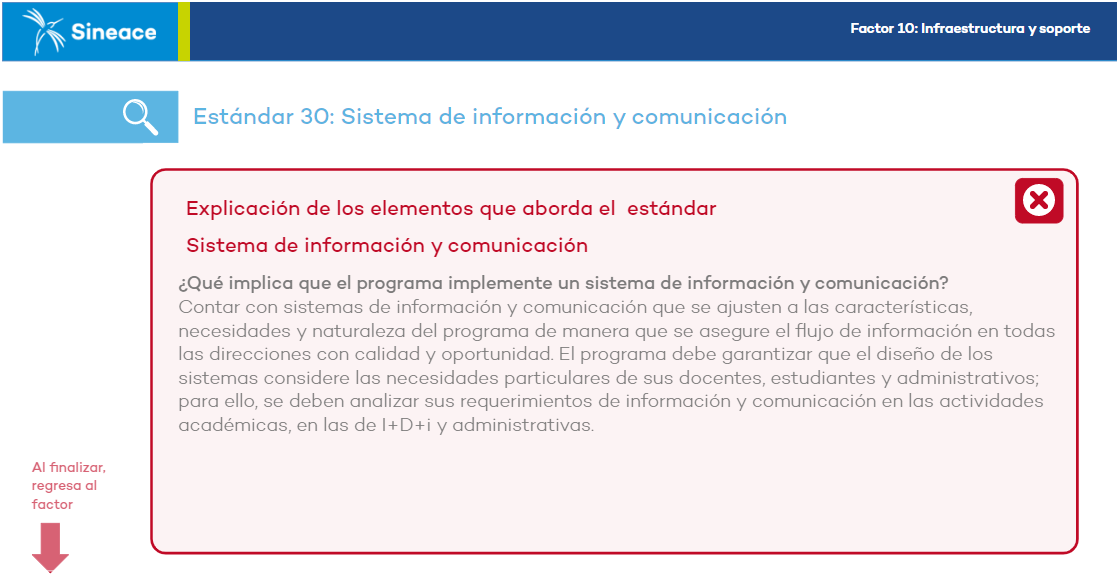 Sineace
Factor 10: Infraestructura y soporte
Estándar 30: Sistema de información y comunicación
Explicación de los elementos que aborda el estándar
Sistema de información y comunicación
¿Qué implica que el programa implemente un sistema de información y comunicación?
Contar con sistemas de información y comunicación que se ajusten a las características,
necesidades y naturaleza del programa de manera que se asegure el flujo de información en todas
las direcciones con calidad y oportunidad. El programa debe garantizar que el diseño de los
sistemas considere las necesidades particulares de sus docentes, estudiantes y administrativos;
para ello, se deben analizar sus requerimientos de información y comunicación en las actividades
académicas, en las de I+D+i y administrativas.
Al finalizar,
regresa al
factor